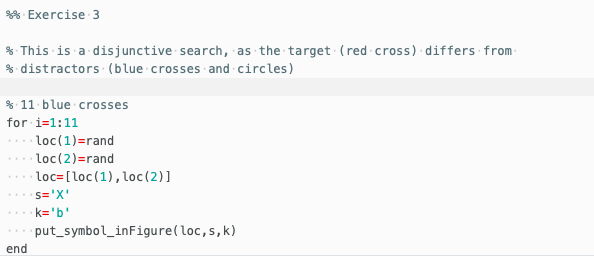 %% Exercise 3
% This is a disjunctive search, as the target (red cross) differs from
% distractors (blue crosses and circles)
% 11 blue crosses
for i=1:11
    loc(1)=rand
    loc(2)=rand
    loc=[loc(1),loc(2)]
    s='X'
    k='b'
    put_symbol_inFigure(loc,s,k)
end